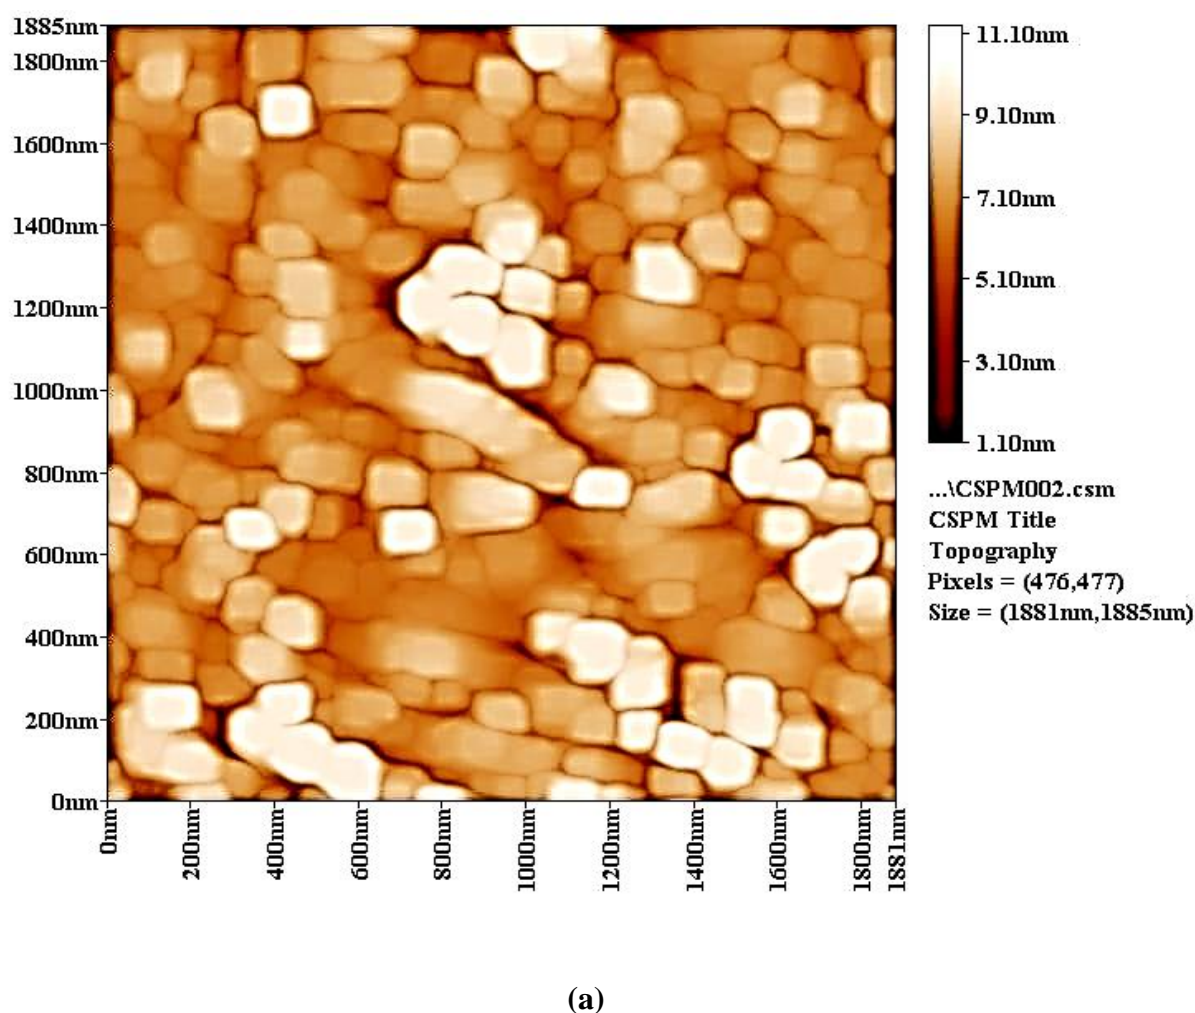 1885nm
1800nm
1600nm
1400nm
1200nm
1000nm
800nm
600nm
400nm
200nm
0nm
0nm
200nm
400nm
600nm
800nm
1000nm
1200nm
1400nm
1600nm
1800nm
1881nm
11.10nm
9.10nm
7.10nm
5.10nm
3.10nm
1.10nm
...\CSPM002.csm
CSPM Title
Topography
Pixels = (476,477)
Size = (1881nm,1885nm)
(a)